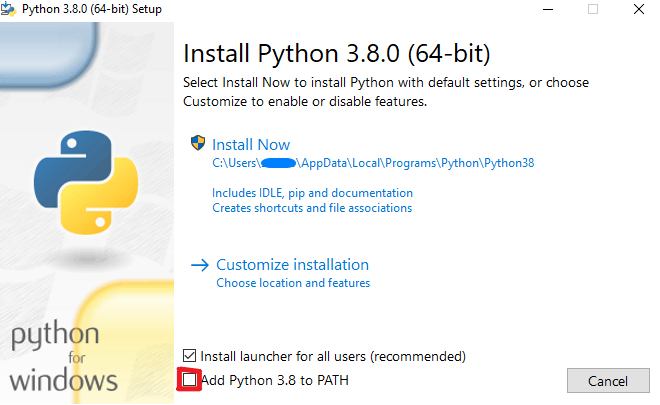 Python 3.8.0 (64-bit) Setup
Install Python 3.8.0 (64-bit)
Select Install Now to install Python with default settings, or choose
Customize to enable or disable features.
Install Now
C:\Users\ \AppData\Local\Programs\Python\Python38
Includes IDLE, pip and documentation
Creates shortcuts and file associations
Customize installation
Choose location and features
python
for
windows
Install launcher for all users (recommended)
Add Python 3.8 to PATH
Cancel